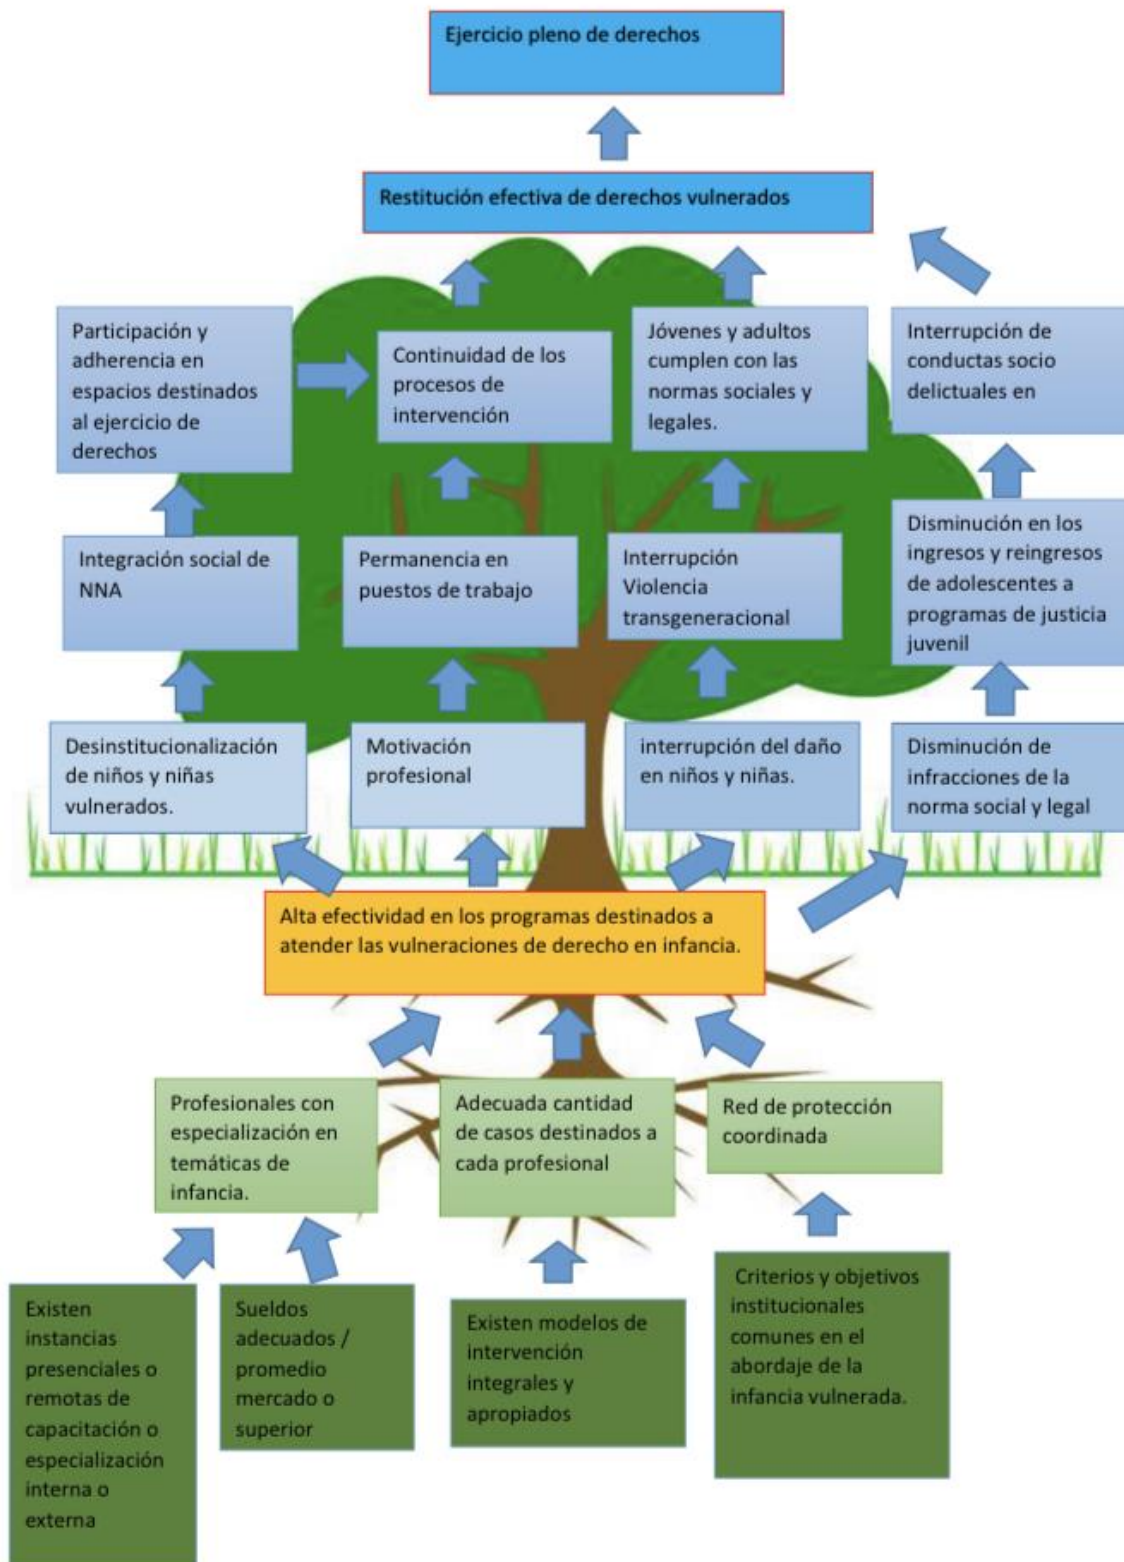 Ejercicio pleno de derechos
Restitución efectiva de derechos vulnerados
Participación y
adherencia en
espacios destinados
al ejercicio de
derechos
Continuidad de los
procesos de
intervención
Jóvenes y adultos
cumplen con las
normas sociales y
legales.
Interrupción de
conductas socio
delictuales en
Integración social de
NNA
Permanencia en
puestos de trabajo
Interrupción
Violencia
transgeneracional
Disminución en los
ingresos y reingresos
de adolescentes a
programas de justicia
juvenil
Desinstitucionalización
de niños y niñas
vulnerados.
Motivación
profesional
interrupción del daño
en niños y niñas.
Disminución de
infracciones de la
norma social y legal
Alta efectividad en los programas destinados a
atender las vulneraciones de derecho en infancia.
Profesionales con
especialización en
temáticas de
infancia.
Adecuada cantidad
de casos destinados a
cada profesional
Red de protección
coordinada
Existen
instancias
presenciales o
remotas de
capacitación o
especialización
interna o
externa
Sueldos
adecuados /
promedio
mercado o
superior
Existen modelos de
intervención
integrales y
apropiados
Criterios y objetivos
institucionales
comunes en el
abordaje de la
infancia vulnerada.